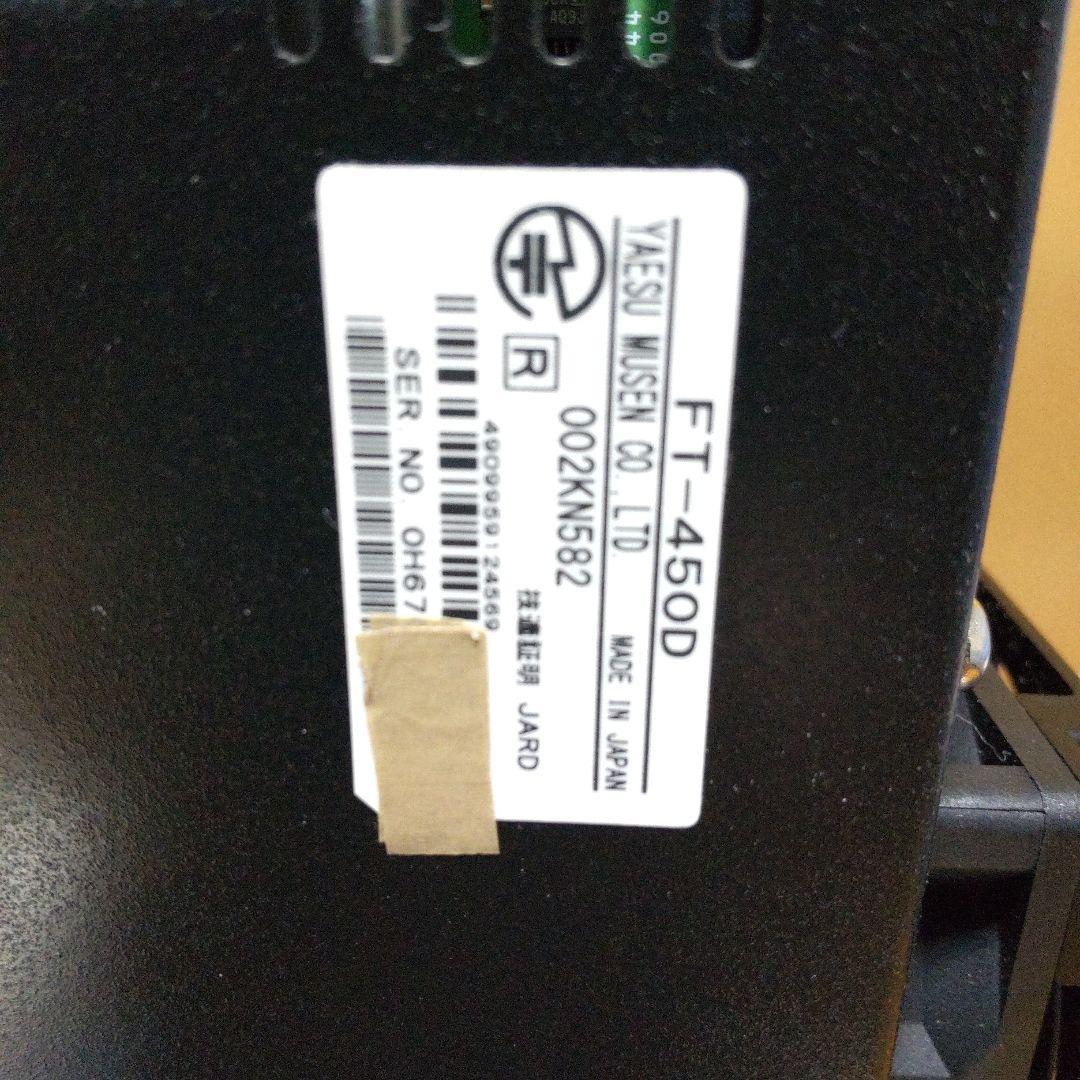 FT-450D
YAESU MUSEN CO.,LTD. MADE IN JAPAN
R 002KN582
技適証明 JARD
4909959124569
SER. NO. 0H67